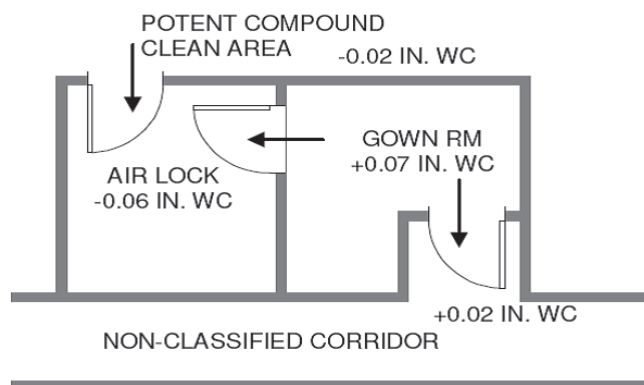 POTENT COMPOUND
CLEAN AREA
-0.02 IN. WC
GOWN RM
+0.07 IN. WC
AIR LOCK
-0.06 IN. WC
+0.02 IN. WC
NON-CLASSIFIED CORRIDOR